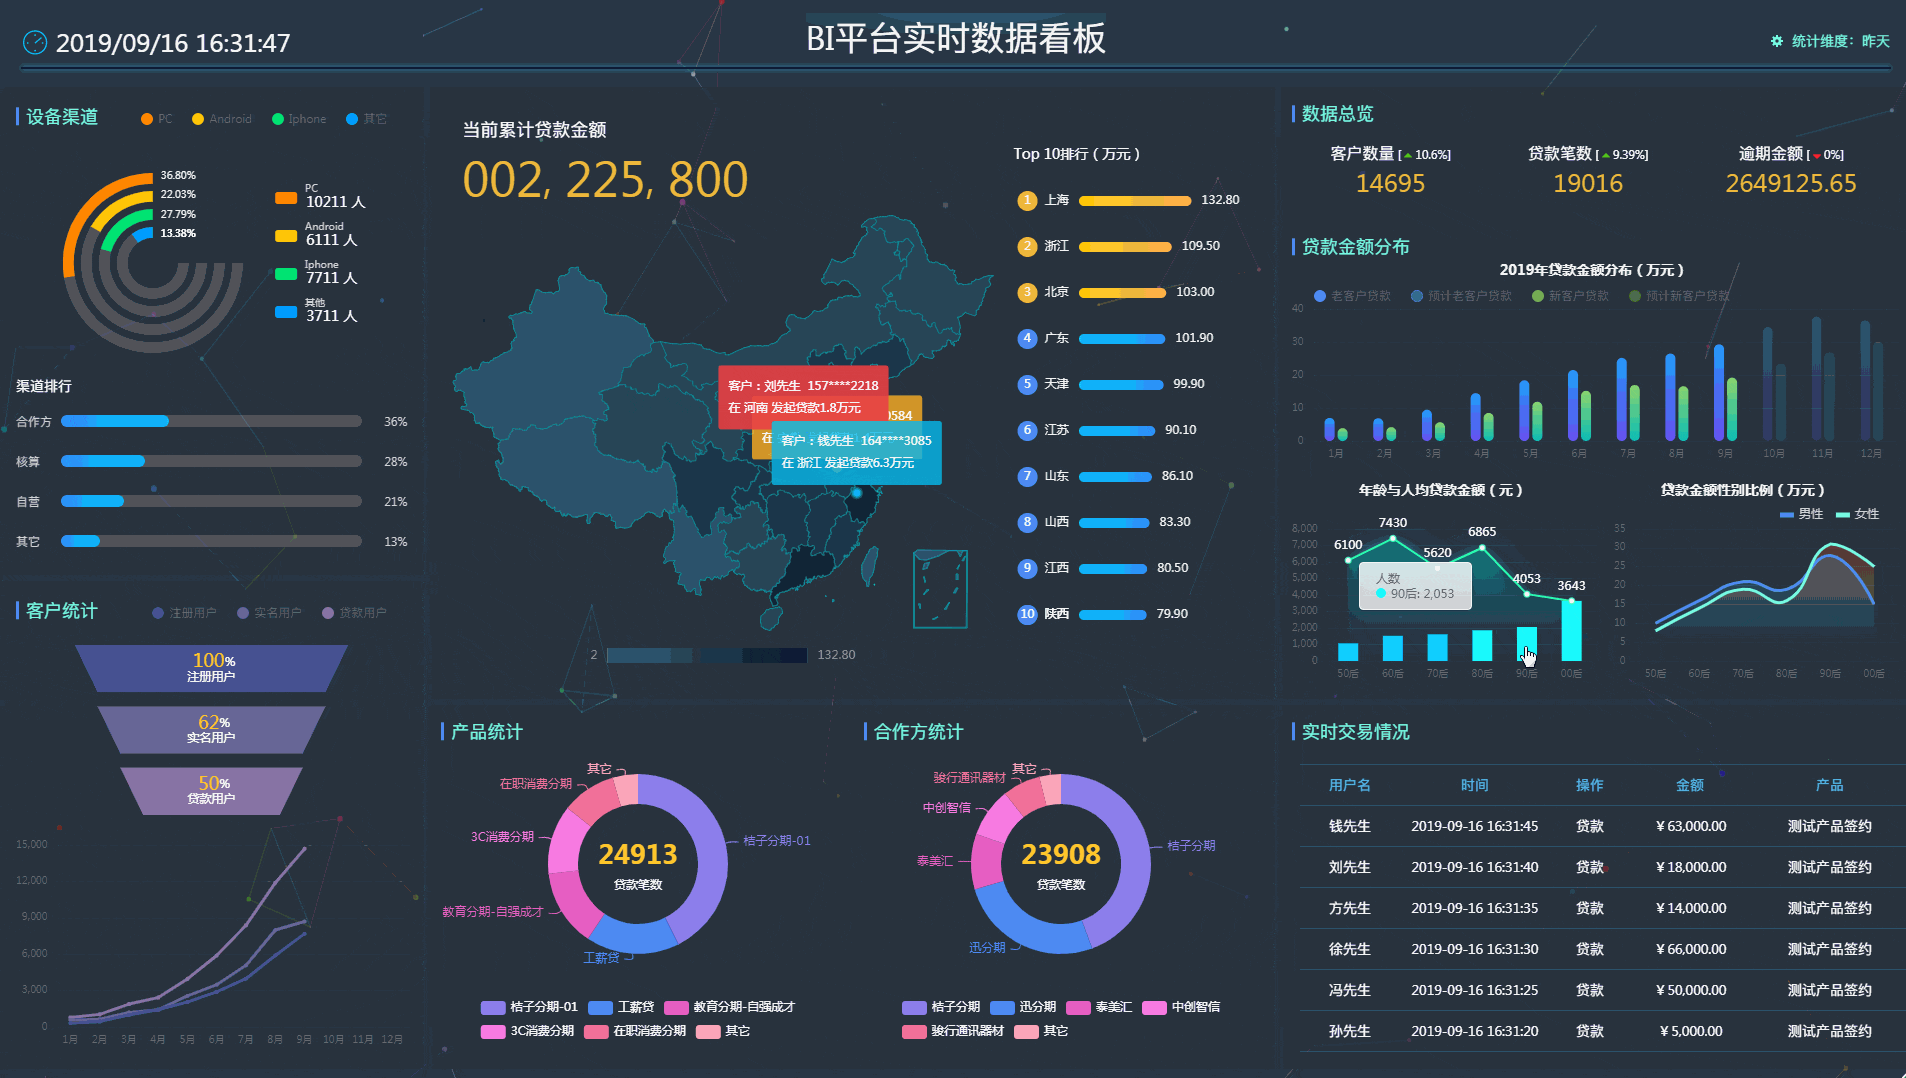 2019/09/16 16:31:47
BI平台实时数据看板
统计维度：昨天
设备渠道
PC
Android
Iphone
其它
36.80%
22.03%
27.79%
13.38%
PC
10211 人
Android
6111 人
Iphone
7711 人
其他
3711 人
渠道排行
合作方 36%
核算 28%
自营 21%
其它 13%
客户统计
注册用户
实名用户
贷款用户
100%
注册用户
62%
实名用户
50%
贷款用户
15,000
12,000
9,000
6,000
3,000
0
1月 2月 3月 4月 5月 6月 7月 8月 9月 10月 11月 12月
当前累计贷款金额
002, 225, 800
客户：刘先生 157****2218
在 河南 发起贷款1.8万元
0584
在
客户：钱先生 164****3085
在 浙江 发起贷款6.3万元
2
132.80
Top 10排行（万元）
1 上海 132.80
2 浙江 109.50
3 北京 103.00
4 广东 101.90
5 天津 99.90
6 江苏 90.10
7 山东 86.10
8 山西 83.30
9 江西 80.50
10 陕西 79.90
产品统计
其它
在职消费分期
3C消费分期
教育分期-自强成才
工薪贷
桔子分期-01
24913
贷款笔数
桔子分期-01 工薪贷 教育分期-自强成才
3C消费分期 在职消费分期 其它
合作方统计
其它
骏行通讯器材
中创智信
泰美汇
迅分期
桔子分期
23908
贷款笔数
桔子分期 迅分期 泰美汇 中创智信
骏行通讯器材 其它
数据总览
客户数量 [ 10.6%]
14695
贷款笔数 [ 9.39%]
19016
逾期金额 [ 0%]
2649125.65
贷款金额分布
2019年贷款金额分布（万元）
老客户贷款 预计老客户贷款 新客户贷款 预计新客户贷款
40
30
20
10
0
1月 2月 3月 4月 5月 6月 7月 8月 9月 10月 11月 12月
年龄与人均贷款金额（元）
8,000
7,000
6,000
5,000
4,000
3,000
2,000
1,000
0
6100
7430
5620
6865
4053
3643
人数
90后: 2,053
50后 60后 70后 80后 90后 00后
贷款金额性别比例（万元）
男性 女性
35
30
25
20
15
10
5
0
50后 60后 70后 80后 90后 00后
实时交易情况
用户名 时间 操作 金额 产品
钱先生 2019-09-16 16:31:45 贷款 ¥ 63,000.00 测试产品签约
刘先生 2019-09-16 16:31:40 贷款 ¥ 18,000.00 测试产品签约
方先生 2019-09-16 16:31:35 贷款 ¥ 14,000.00 测试产品签约
徐先生 2019-09-16 16:31:30 贷款 ¥ 66,000.00 测试产品签约
冯先生 2019-09-16 16:31:25 贷款 ¥ 50,000.00 测试产品签约
孙先生 2019-09-16 16:31:20 贷款 ¥ 5,000.00 测试产品签约